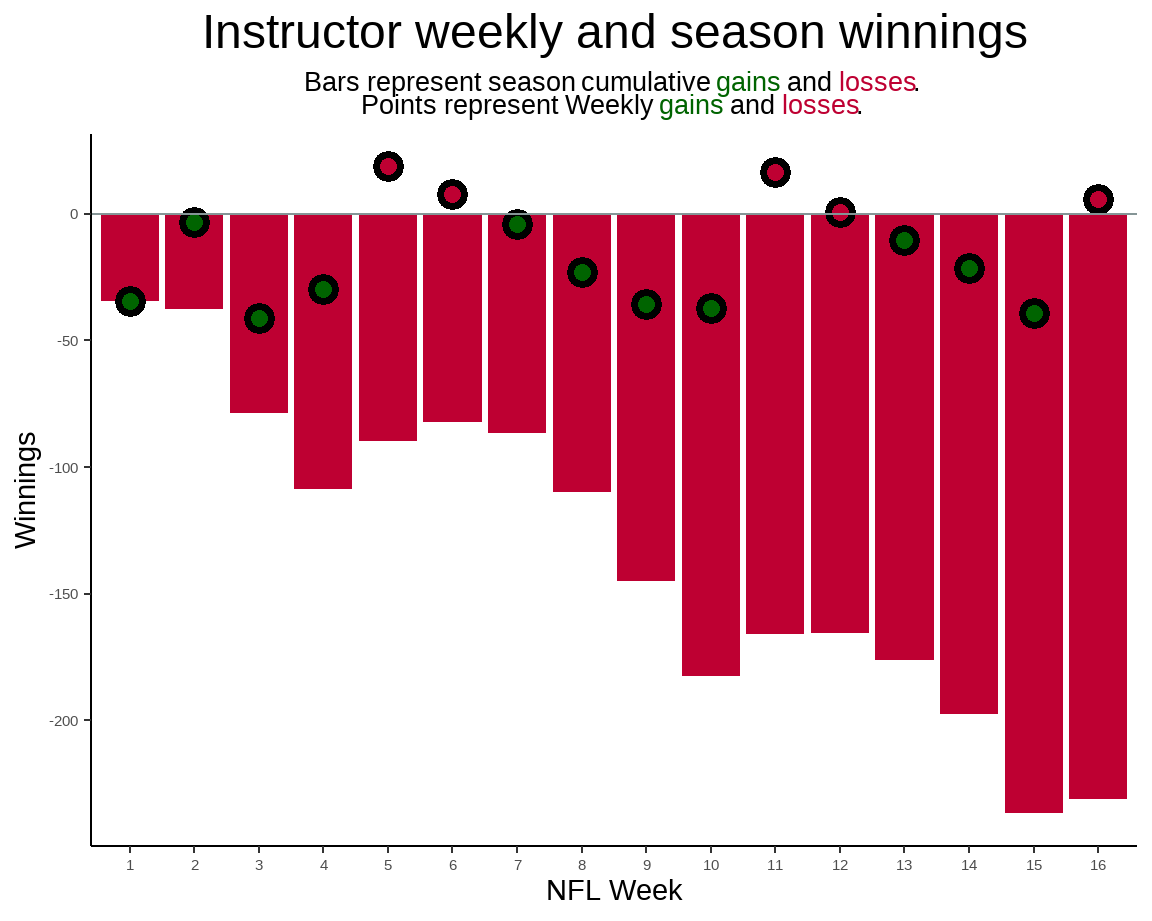 Instructor weekly and season winnings
Bars represent season cumulative gains and losses.
Points represent Weekly gains and losses.
0
-50
-100
-150
-200
Winnings
1 2 3 4 5 6 7 8 9 10 11 12 13 14 15 16
NFL Week